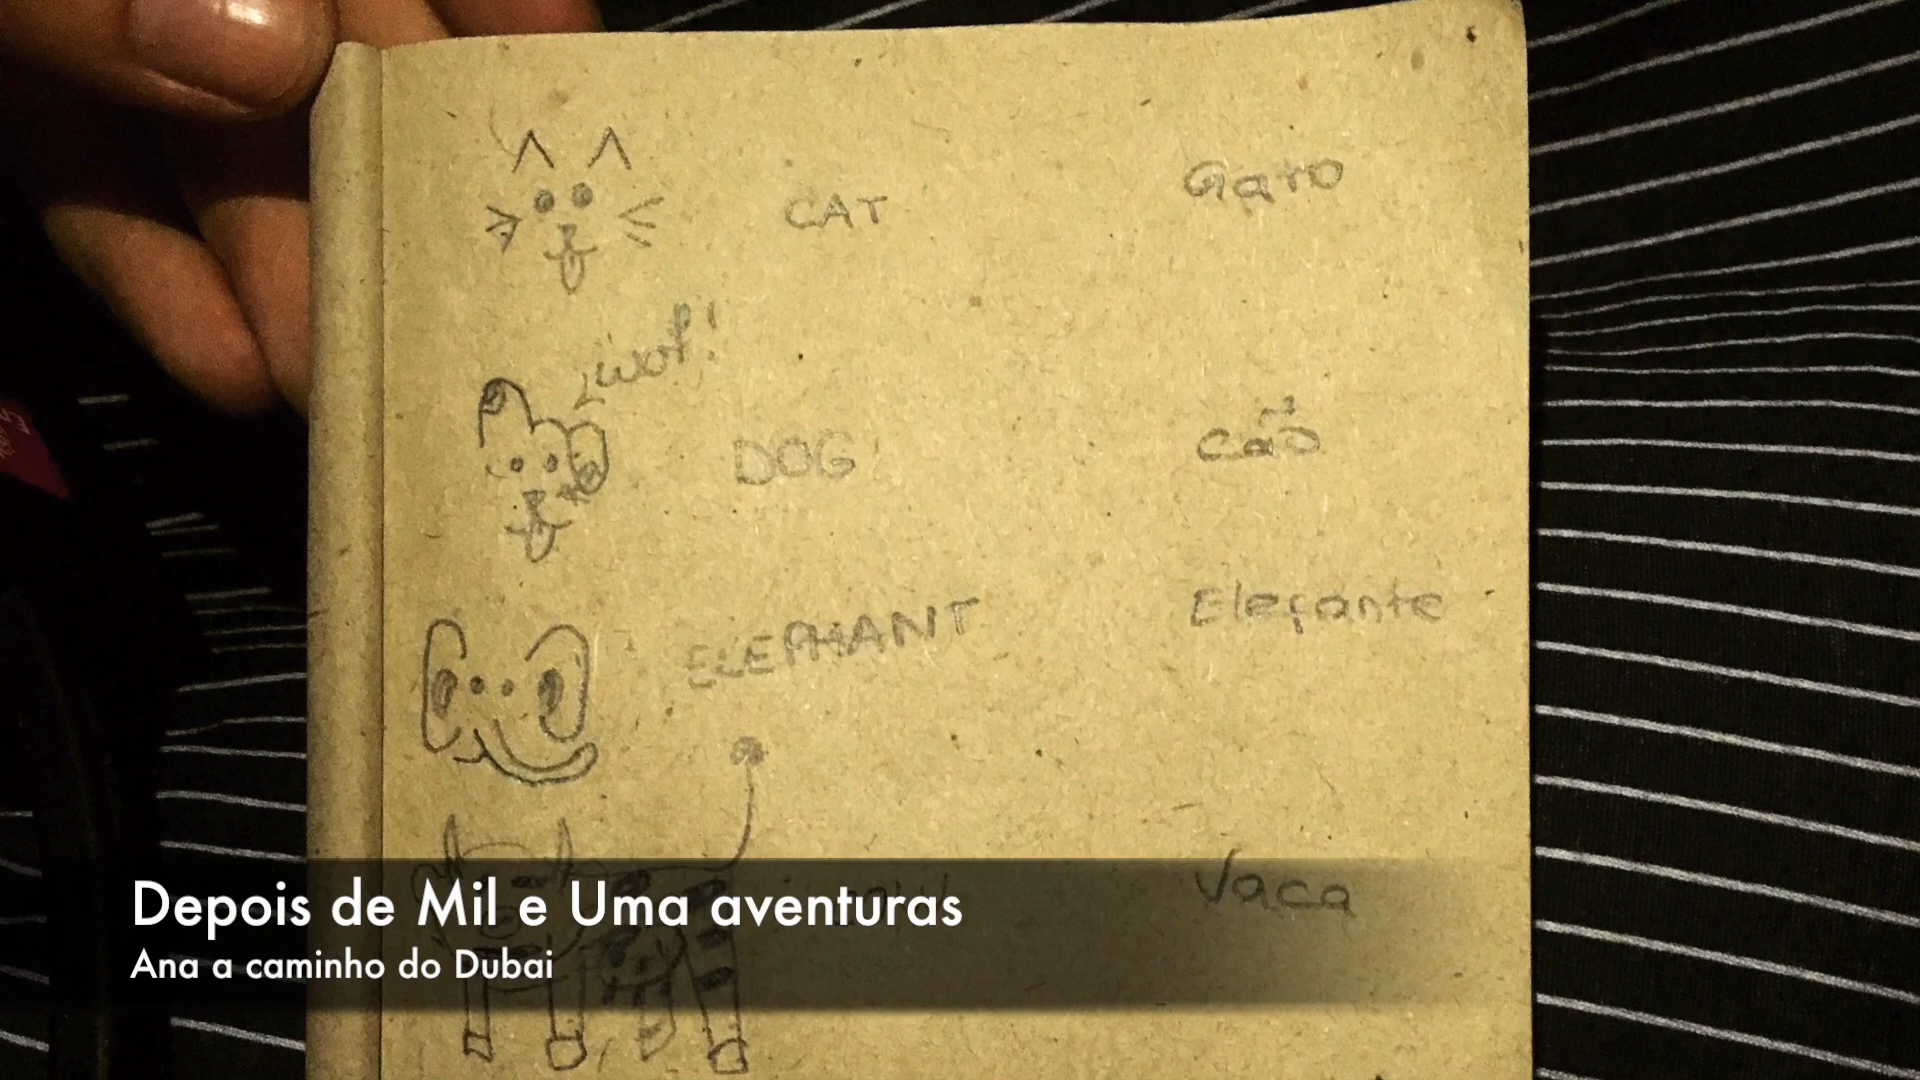 CAT Gato
wof!
DOG Cão
ELEPHANT Elefante
Vaca
Depois de Mil e Uma aventuras
Ana a caminho do Dubai